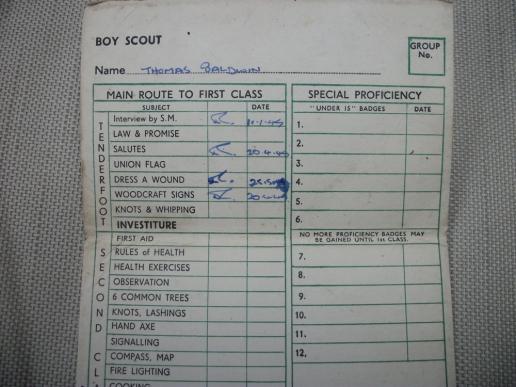 BOY SCOUT
GROUP No.
Name THOMAS BALDWIN
MAIN ROUTE TO FIRST CLASS
SUBJECT DATE
TENDERFOOT
Interview by S.M.
LAW & PROMISE
SALUTES
UNION FLAG
DRESS A WOUND
WOODCRAFT SIGNS
KNOTS & WHIPPING
INVESTITURE
SECOND CLA
FIRST AID
RULES of HEALTH
HEALTH EXERCISES
OBSERVATION
6 COMMON TREES
KNOTS, LASHINGS
HAND AXE
SIGNALLING
COMPASS, MAP
FIRE LIGHTING
COOKING
SPECIAL PROFICIENCY
"UNDER 15" BADGES DATE
1.
2.
3.
4.
5.
6.
NO MORE PROFICIENCY BADGES MAY
BE GAINED UNTIL 1st CLASS.
7.
8.
9.
10.
11.
12.